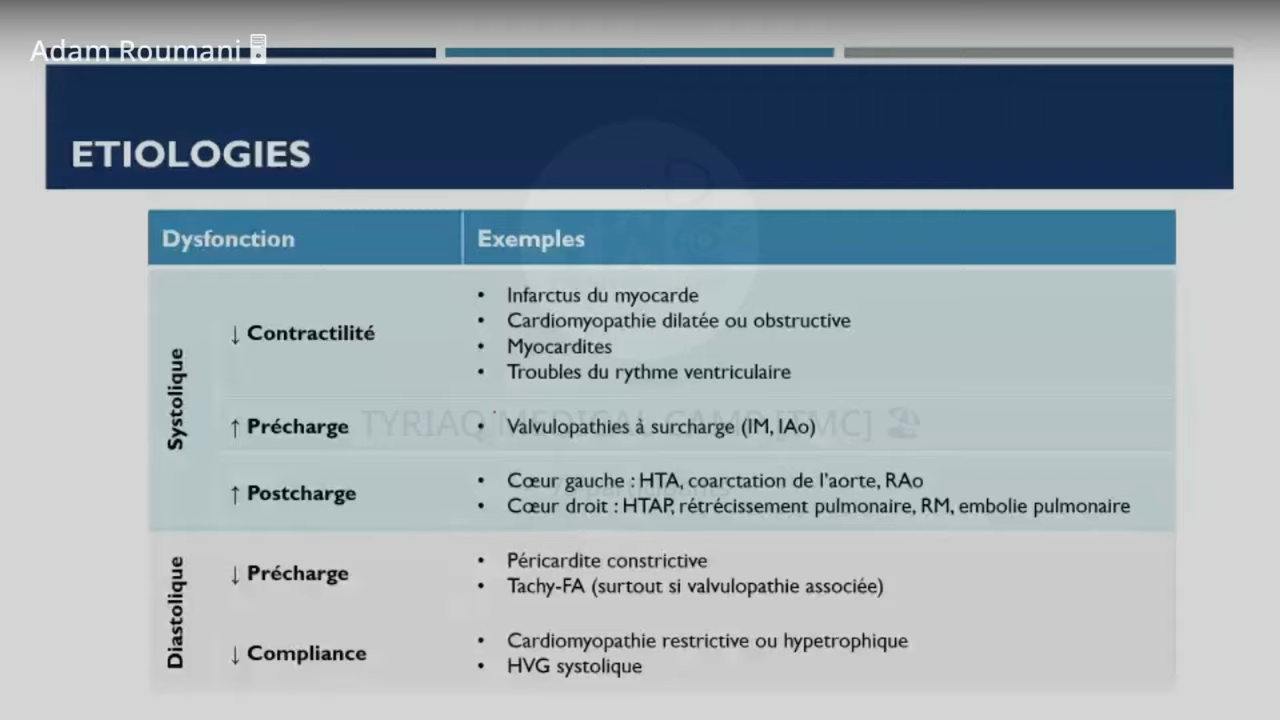 Adam Roumani
ETIOLOGIES
Dysfonction
Exemples
Systolique
↓ Contractilité
• Infarctus du myocarde
• Cardiomyopathie dilatée ou obstructive
• Myocardites
• Troubles du rythme ventriculaire
↑ Précharge
• Valvulopathies à surcharge (IM, IAo)
TYRIAQ MEDICAL CAMP [TMC]
↑ Postcharge
• Cœur gauche : HTA, coarctation de l'aorte, RAo
• Cœur droit : HTAP, rétrécissement pulmonaire, RM, embolie pulmonaire
Diastolique
↓ Précharge
• Péricardite constrictive
• Tachy-FA (surtout si valvulopathie associée)
↓ Compliance
• Cardiomyopathie restrictive ou hypetrophique
• HVG systolique